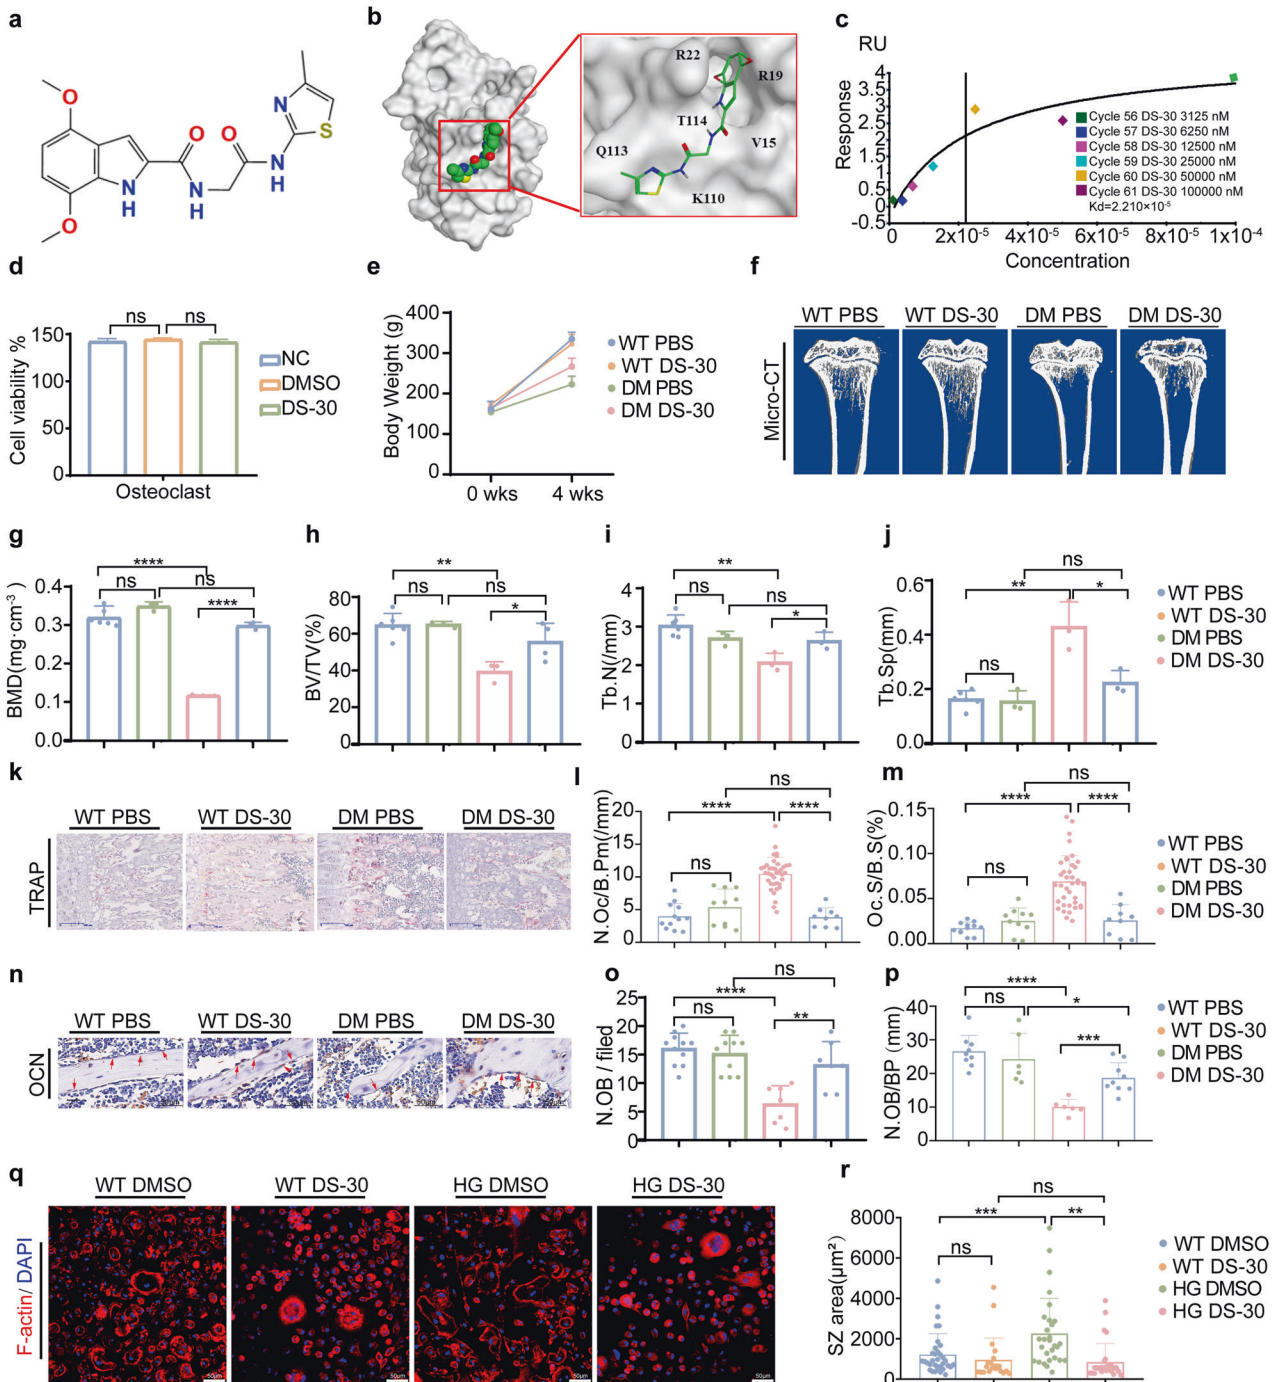 a
O
O
N
H
O
N
H
O
N
H
N
S
b
R22
R19
T114
V15
Q113
K110
c
RU
Response
4
3.5
3
2.5
2
1.5
1
0.5
0
-0.5
Cycle 56 DS-30 3125 nM
Cycle 57 DS-30 6250 nM
Cycle 58 DS-30 12500 nM
Cycle 59 DS-30 25000 nM
Cycle 60 DS-30 50000 nM
Cycle 61 DS-30 100000 nM
Kd=2.210×10⁻⁵
0 2x10⁻⁵ 4x10⁻⁵ 6x10⁻⁵ 8x10⁻⁵ 1x10⁻⁴
Concentration
d
Cell viability %
150
100
50
0
ns ns
Osteoclast
NC
DMSO
DS-30
e
Body Weight (g)
400
300
200
100
0
0 wks 4 wks
WT PBS
WT DS-30
DM PBS
DM DS-30
f
WT PBS WT DS-30 DM PBS DM DS-30
Micro-CT
g
BMD(mg·cm⁻³)
0.4
0.3
0.2
0.1
0.0
****
ns ns
****
h
BV/TV(%)
80
60
40
20
0
**
ns ns
*
i
Tb.N(/mm)
4
3
2
1
0
**
ns ns
*
j
Tb.Sp(mm)
0.6
0.4
0.2
0.0
ns
** *
ns
WT PBS
WT DS-30
DM PBS
DM DS-30
k
WT PBS WT DS-30 DM PBS DM DS-30
TRAP
l
N.Oc/B.Pm(/mm)
20
15
10
5
0
ns
**** ****
ns
m
Oc.S/B.S(%)
0.15
0.10
0.05
0.00
ns
**** ****
ns
WT PBS
WT DS-30
DM PBS
DM DS-30
n
WT PBS WT DS-30 DM PBS DM DS-30
OCN
50μm
50μm
o
N.OB / filed
25
20
15
10
5
0
ns
****
ns **
p
N.OB/BP (mm)
40
30
20
10
0
****
ns *
***
WT PBS
WT DS-30
DM PBS
DM DS-30
q
WT DMSO WT DS-30 HG DMSO HG DS-30
F-actin/ DAPI
50μm 50μm 50μm 50μm
r
SZ area(μm²)
8000
6000
4000
2000
0
ns
*** **
ns
WT DMSO
WT DS-30
HG DMSO
HG DS-30